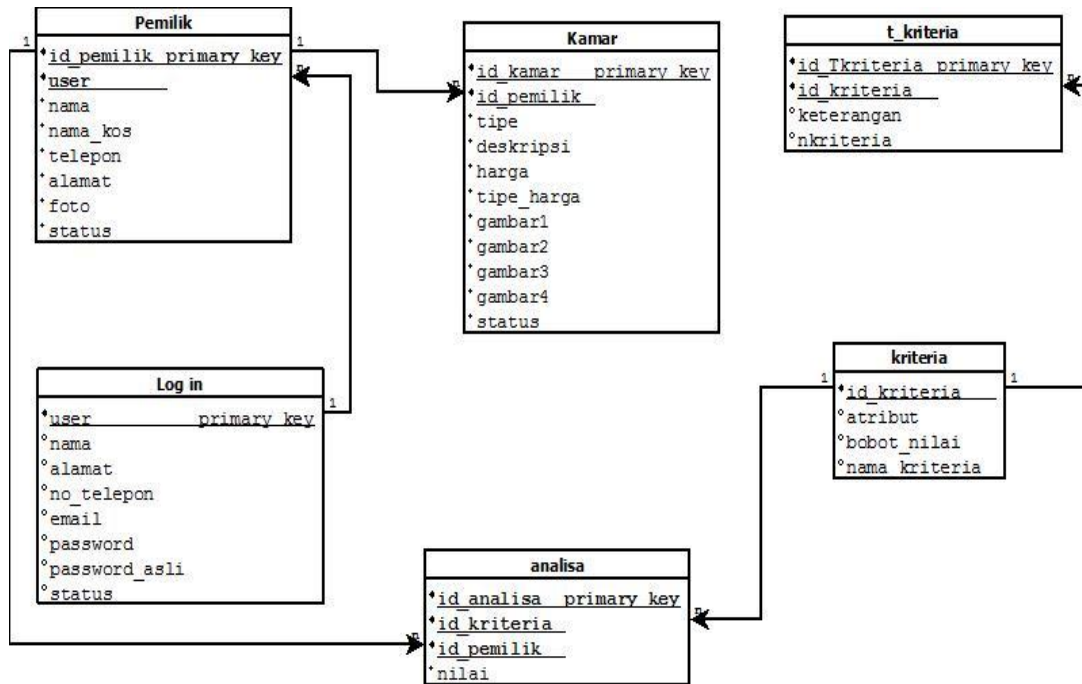 Pemilik
id_pemilik primary key
user
nama
nama_kos
telepon
alamat
foto
status
Kamar
id_kamar primary key
id_pemilik
tipe
deskripsi
harga
tipe_harga
gambar1
gambar2
gambar3
gambar4
status
t_kriteria
id_Tkriteria primary key
id_kriteria
keterangan
nkriteria
1
1
n
n
n
Log in
user primary key
nama
alamat
no_telepon
email
password
password_asli
status
1
kriteria
id_kriteria
atribut
bobot_nilai
nama_kriteria
1
1
analisa
id_analisa primary key
id_kriteria
id_pemilik
nilai
n
n